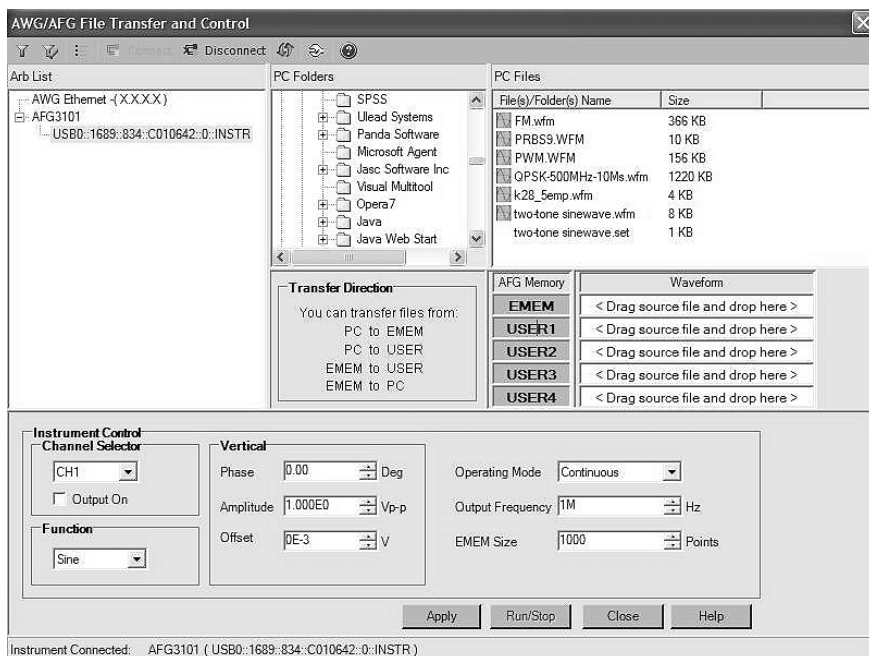 AWG/AFG File Transfer and Control
Connect Disconnect
Arb List
AWG Ethernet -( X.X.X.X )
AFG3101
USB0::1689::834::C010642::0::INSTR
PC Folders
SPSS
Ulead Systems
Panda Software
Microsoft Agent
Jasc Software Inc
Visual Multitool
Opera7
Java
Java Web Start
PC Files
File(s)/Folder(s) Name Size
FM.wfm 366 KB
PRBS9.WFM 10 KB
PWM.WFM 156 KB
QPSK-500MHz-10Ms.wfm 1220 KB
k28_5emp.wfm 4 KB
two-tone sinewave.wfm 8 KB
two-tone sinewave.set 1 KB
Transfer Direction
You can transfer files from:
PC to EMEM
PC to USER
EMEM to USER
EMEM to PC
AFG Memory Waveform
EMEM < Drag source file and drop here >
USER1 < Drag source file and drop here >
USER2 < Drag source file and drop here >
USER3 < Drag source file and drop here >
USER4 < Drag source file and drop here >
Instrument Control
Channel Selector
CH1
Output On
Function
Sine
Vertical
Phase 0.00 Deg
Amplitude 1.000E0 Vp-p
Offset 0E-3 V
Operating Mode Continuous
Output Frequency 1M Hz
EMEM Size 1000 Points
Apply Run/Stop Close Help
Instrument Connected: AFG3101 ( USB0::1689::834::C010642::0::INSTR )